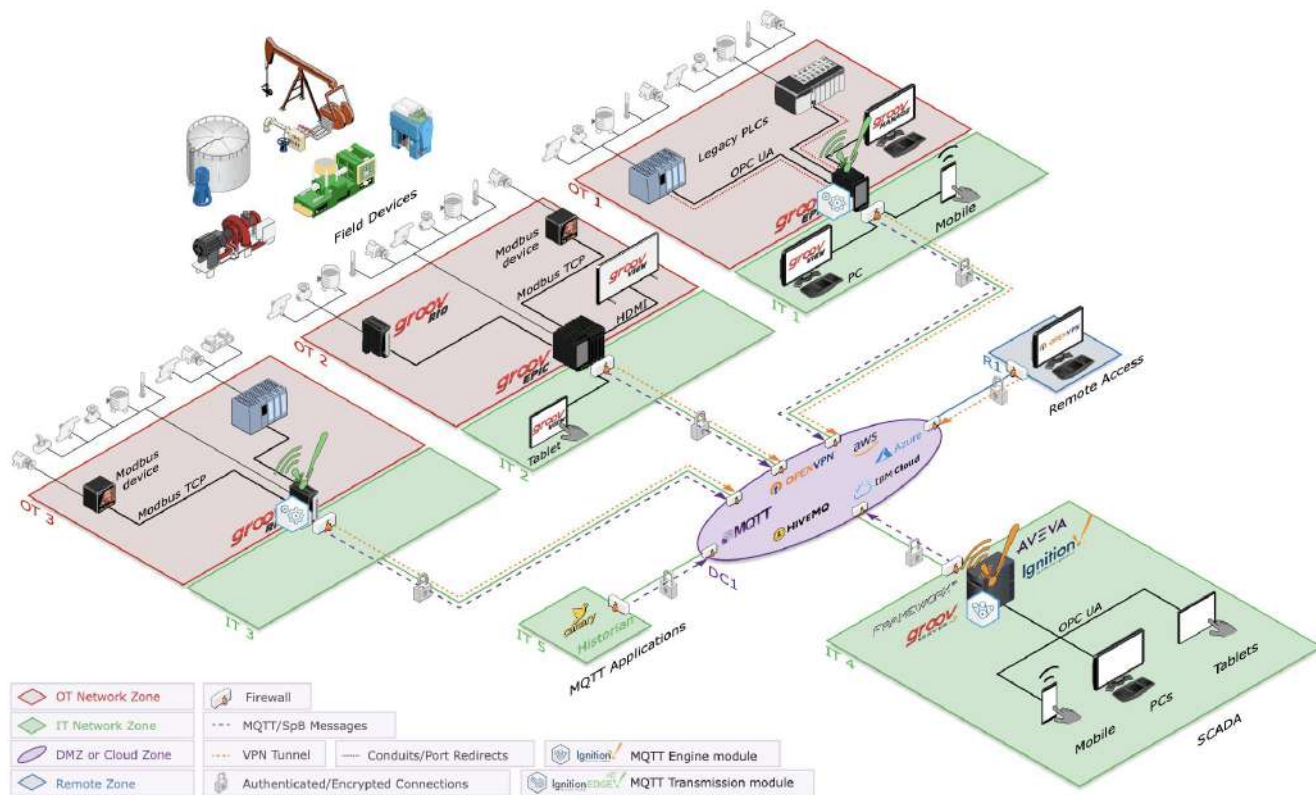 Field Devices
Legacy PLCs
OPC UA
groov
MANAGE
OT 1
groov
EPIC
Mobile
groov
VIEW
PC
IT 1
Modbus
device
Modbus TCP
groov
VIEW
HDMI
groov
RIO
OT 2
groov
EPIC
groov
VIEW
Tablet
IT 2
OPENVPN
R1
Remote Access
Modbus
device
Modbus TCP
OT 3
groov
IT 3
OPENVPN
aws
Azure
IBM Cloud
MQTT
HIVEMQ
DC1
canary
Historian
IT 5
MQTT Applications
AVEVA
Ignition
FRAMEWORX
groov
OPC UA
IT 4
Tablets
PCs
Mobile
SCADA
OT Network Zone
Firewall
IT Network Zone
MQTT/SpB Messages
DMZ or Cloud Zone
VPN Tunnel
Conduits/Port Redirects
Ignition MQTT Engine module
Remote Zone
Authenticated/Encrypted Connections
IgnitionEDGE MQTT Transmission module